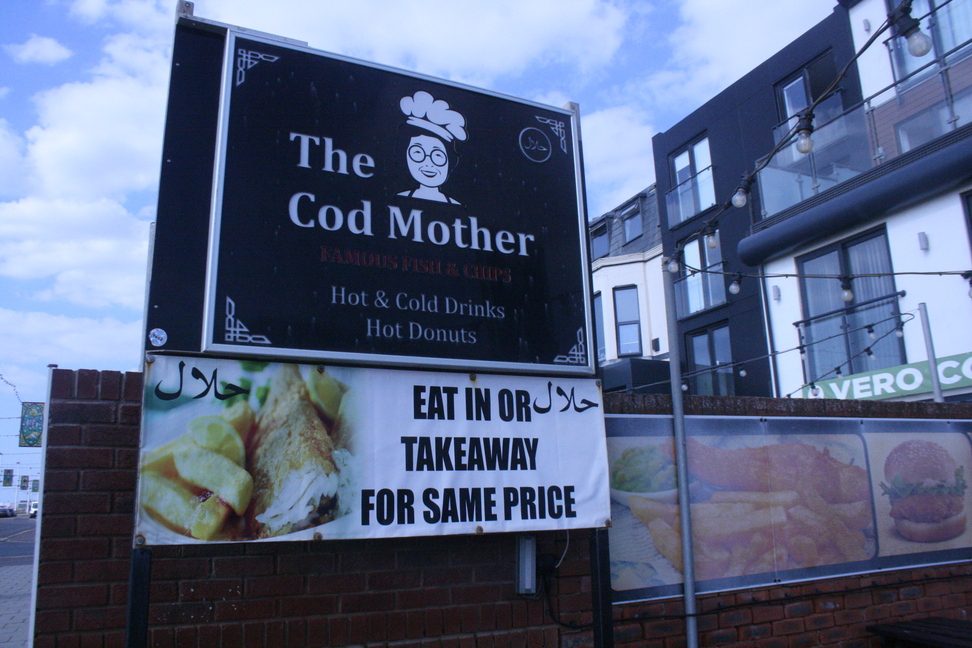 The
Cod Mother
FAMOUS FISH & CHIPS
Hot & Cold Drinks
Hot Donuts
حلال
حلال
EAT IN OR حلال
TAKEAWAY
FOR SAME PRICE
VERO